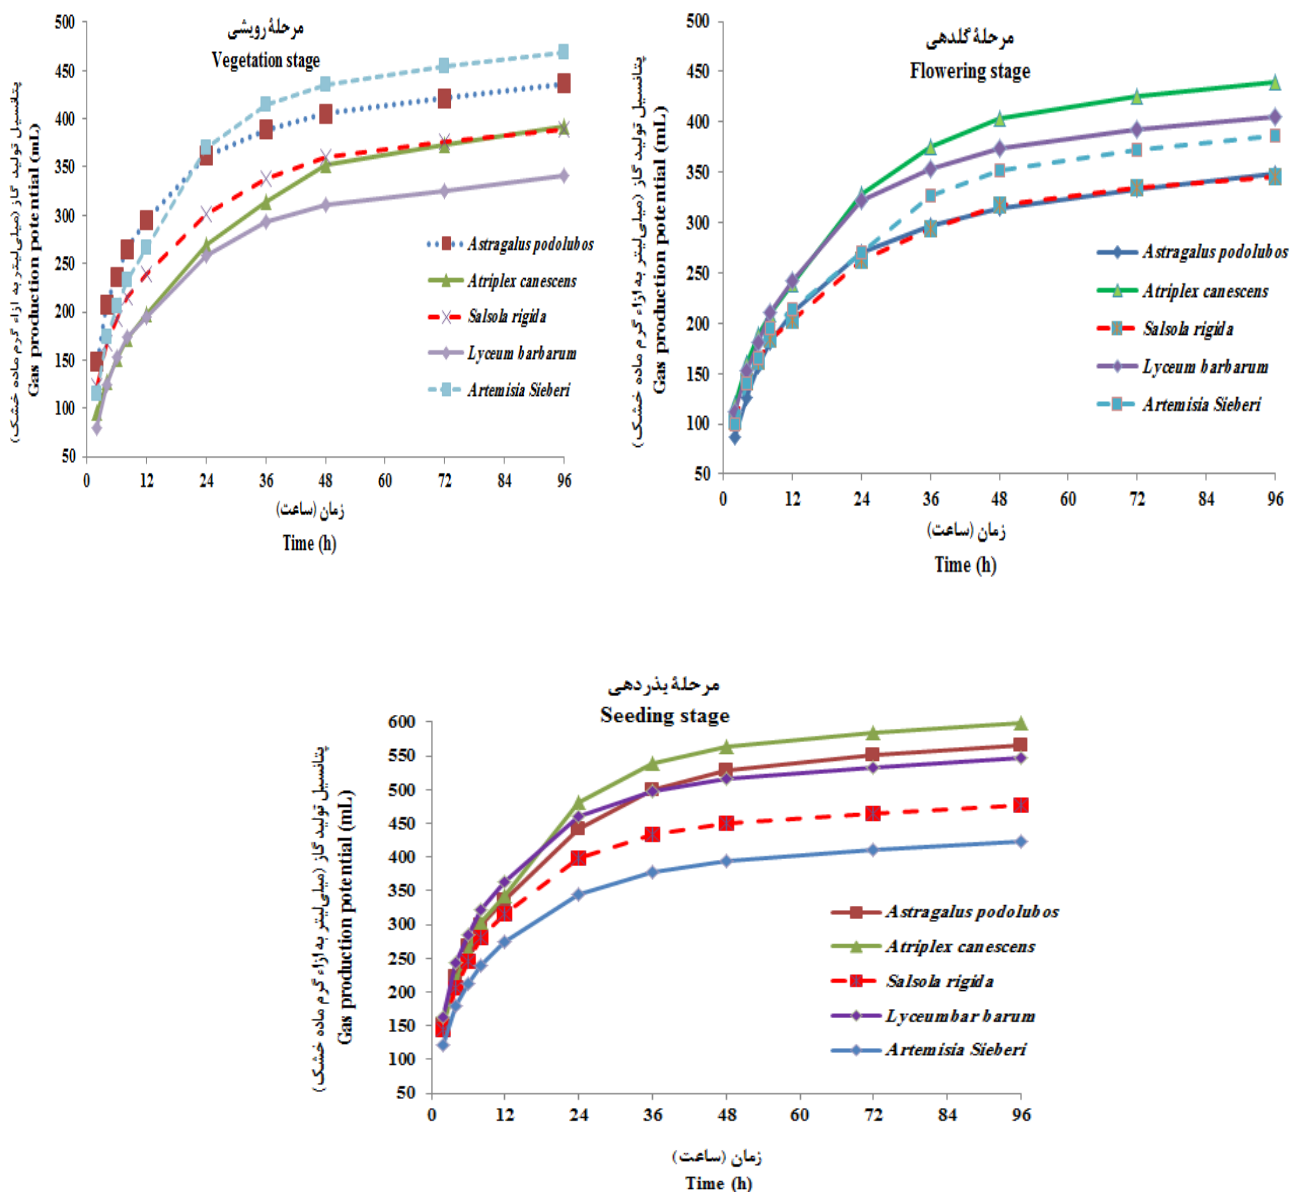 مرحلهٔ رویشی
Vegetation stage
پتانسیل تولید گاز (میلی‌لیتر به ازاء گرم ماده خشک)
Gas production potential (mL)
500
450
400
350
300
250
200
150
100
50
0 12 24 36 48 60 72 84 96
زمان (ساعت)
Time (h)
Astragalus podolubos
Atriplex canescens
Salsola rigida
Lyceum barbarum
Artemisia Sieberi
مرحلهٔ گلدهی
Flowering stage
پتانسیل تولید گاز (میلی‌لیتر به ازاء گرم ماده خشک)
Gas production potential (mL)
500
450
400
350
300
250
200
150
100
50
0 12 24 36 48 60 72 84 96
زمان (ساعت)
Time (h)
Astragalus podolubos
Atriplex canescens
Salsola rigida
Lyceum barbarum
Artemisia Sieberi
مرحلهٔ بذردهی
Seeding stage
پتانسیل تولید گاز (میلی‌لیتر به ازاء گرم ماده خشک)
Gas production potential (mL)
600
550
500
450
400
350
300
250
200
150
100
50
0 12 24 36 48 60 72 84 96
زمان (ساعت)
Time (h)
Astragalus podolubos
Atriplex canescens
Salsola rigida
Lyceumbar barum
Artemisia Sieberi